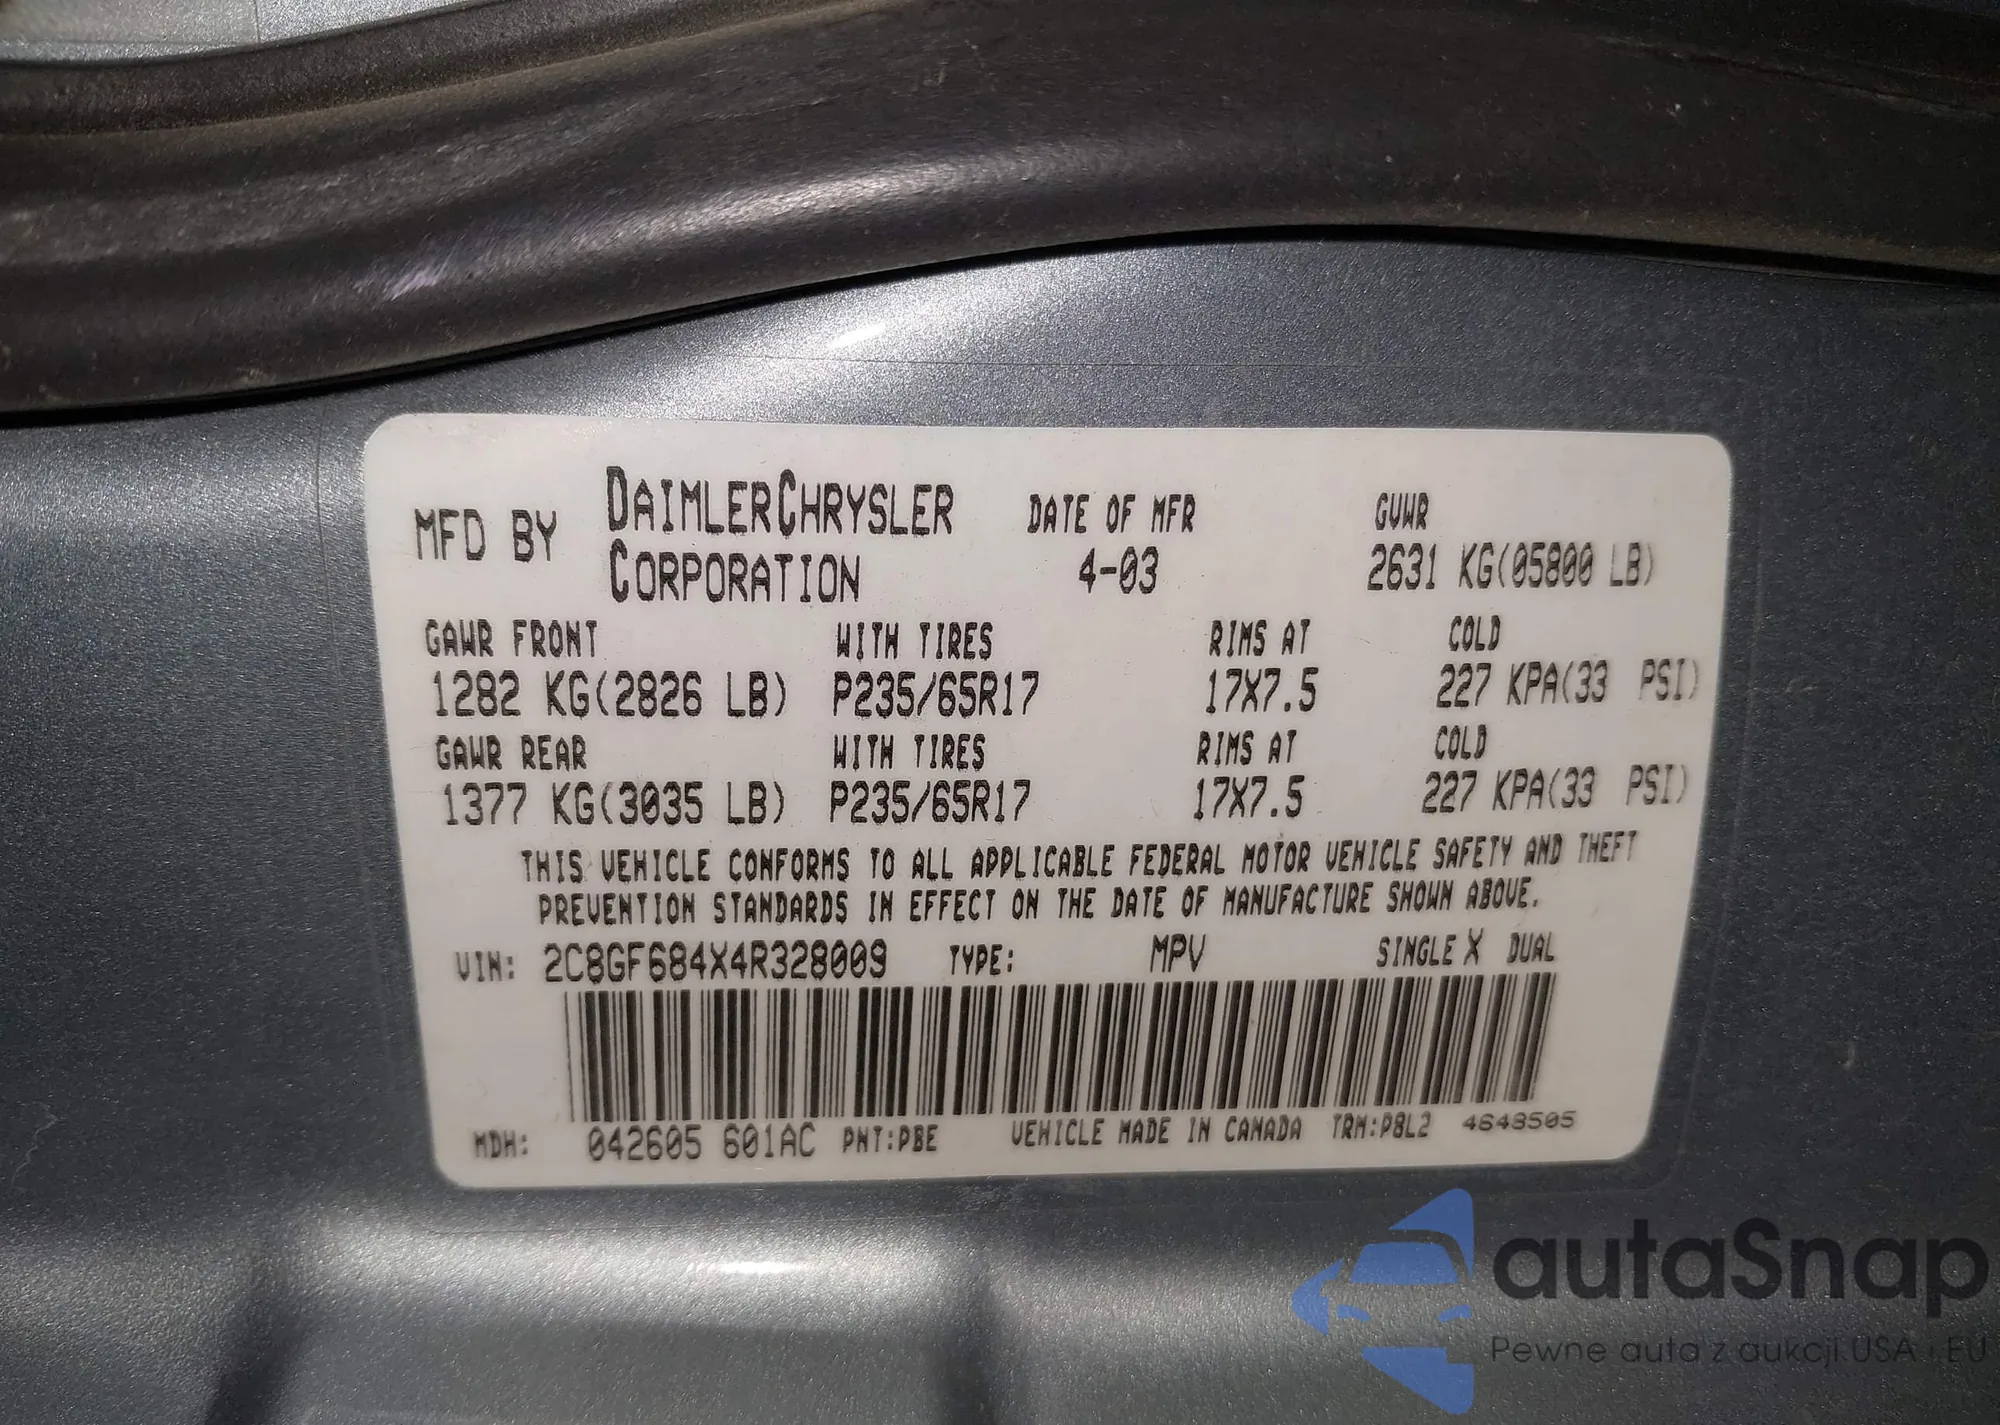 MFD BY DAIMLERCHRYSLER CORPORATION DATE OF MFR 4-03 GVWR 2631 KG(05800 LB)
GAWR FRONT WITH TIRES RIMS AT COLD
1282 KG(2826 LB) P235/65R17 17X7.5 227 KPA(33 PSI)
GAWR REAR WITH TIRES RIMS AT COLD
1377 KG(3035 LB) P235/65R17 17X7.5 227 KPA(33 PSI)
THIS VEHICLE CONFORMS TO ALL APPLICABLE FEDERAL MOTOR VEHICLE SAFETY AND THEFT
PREVENTION STANDARDS IN EFFECT ON THE DATE OF MANUFACTURE SHOWN ABOVE.
VIN: 2C8GF684X4R328009 TYPE: MPV SINGLE X DUAL
MDH: 042605 601AC PNT:PBE VEHICLE MADE IN CANADA TRM:P8L2 4648505
autaSnap
Pewne auta z aukcji USA i EU